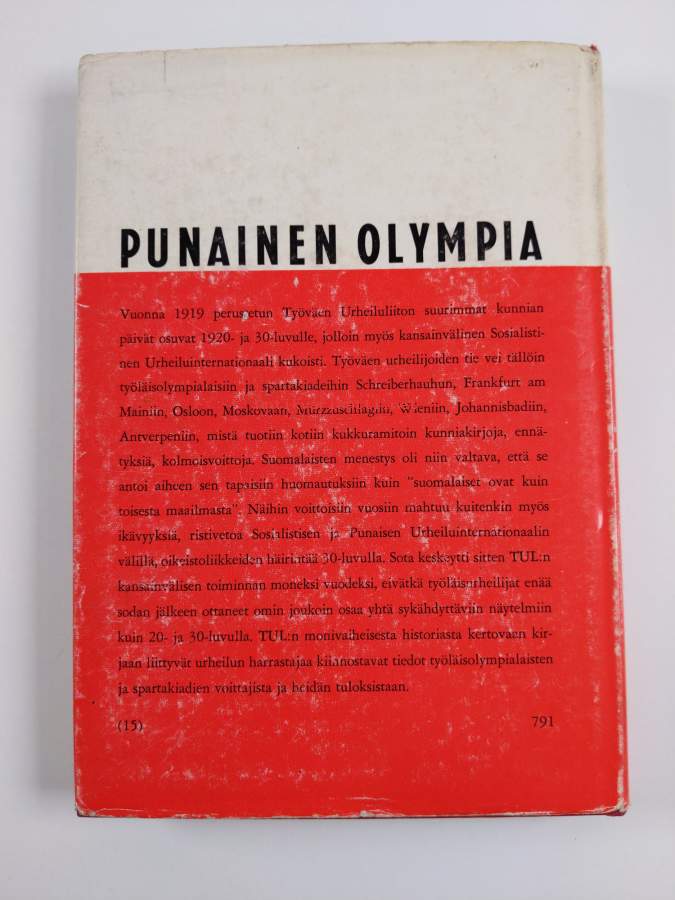 PUNAINEN OLYMPIA
Vuonna 1919 perustetun Työväen Urheiluliiton suurimmat kunnian
päivät osuvat 1920- ja 30-luvulle, jolloin myös kansainvälinen Sosialisti-
nen Urheiluinternationaali kukoisti. Työväen urheilijoiden tie vei tällöin
työläisolympialaisiin ja spartakiadeihin Schreiberhauhun, Frankfurt am
Mainiin, Osloon, Moskovaan, Mürzzuschlagiin, Wieniin, Johannisbadiin,
Antverpeniin, mistä tuotiin kotiin kukkuramitoin kunniakirjoja, ennä-
tyksiä, kolmoisvoittoja. Suomalaisten menestys oli niin valtava, että se
antoi aiheen sen tapaisiin huomautuksiin kuin "suomalaiset ovat kuin
toisesta maailmasta". Näihin voittoisiin vuosiin mahtuu kuitenkin myös
ikävyyksiä, ristivetoa Sosialistisen ja Punaisen Urheiluinternationaalin
välillä, oikeistoliikkeiden häirintää 30-luvulla. Sota keskeytti sitten TUL:n
kansainvälisen toiminnan moneksi vuodeksi, eivätkä työläisurheilijat enää
sodan jälkeen ottaneet omin joukoin osaa yhtä sykähdyttäviin näytelmiin
kuin 20- ja 30-luvulla. TUL:n monivaiheisesta historiasta kertovaan kir-
jaan liittyvät urheilun harrastajaa kiinnostavat tiedot työläisolympialaisten
ja spartakiadien voittajista ja heidän tuloksistaan.
(15) 791